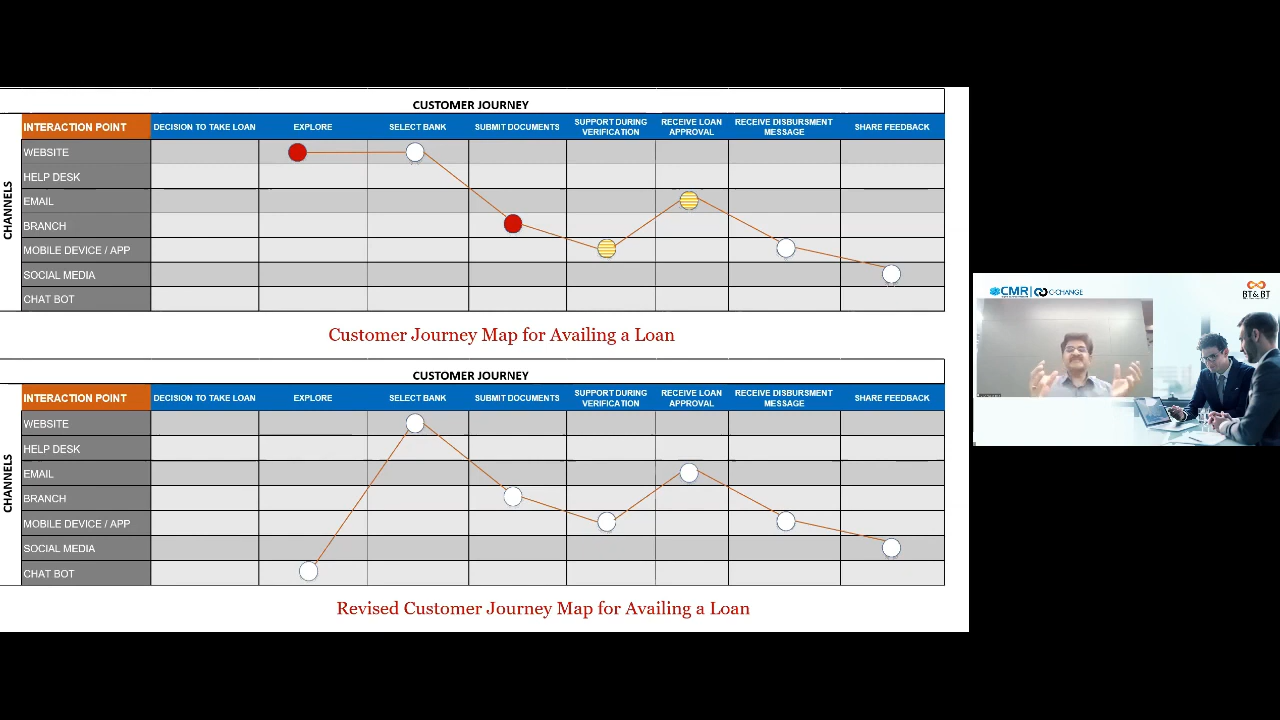 CUSTOMER JOURNEY
INTERACTION POINT
DECISION TO TAKE LOAN
EXPLORE
SELECT BANK
SUBMIT DOCUMENTS
SUPPORT DURING
VERIFICATION
RECEIVE LOAN
APPROVAL
RECEIVE DISBURSMENT
MESSAGE
SHARE FEEDBACK
CHANNELS
WEBSITE
HELP DESK
EMAIL
BRANCH
MOBILE DEVICE / APP
SOCIAL MEDIA
CHAT BOT
Customer Journey Map for Availing a Loan
CUSTOMER JOURNEY
INTERACTION POINT
DECISION TO TAKE LOAN
EXPLORE
SELECT BANK
SUBMIT DOCUMENTS
SUPPORT DURING
VERIFICATION
RECEIVE LOAN
APPROVAL
RECEIVE DISBURSMENT
MESSAGE
SHARE FEEDBACK
CHANNELS
WEBSITE
HELP DESK
EMAIL
BRANCH
MOBILE DEVICE / APP
SOCIAL MEDIA
CHAT BOT
Revised Customer Journey Map for Availing a Loan
CMR C-CHANGE
BT&BT